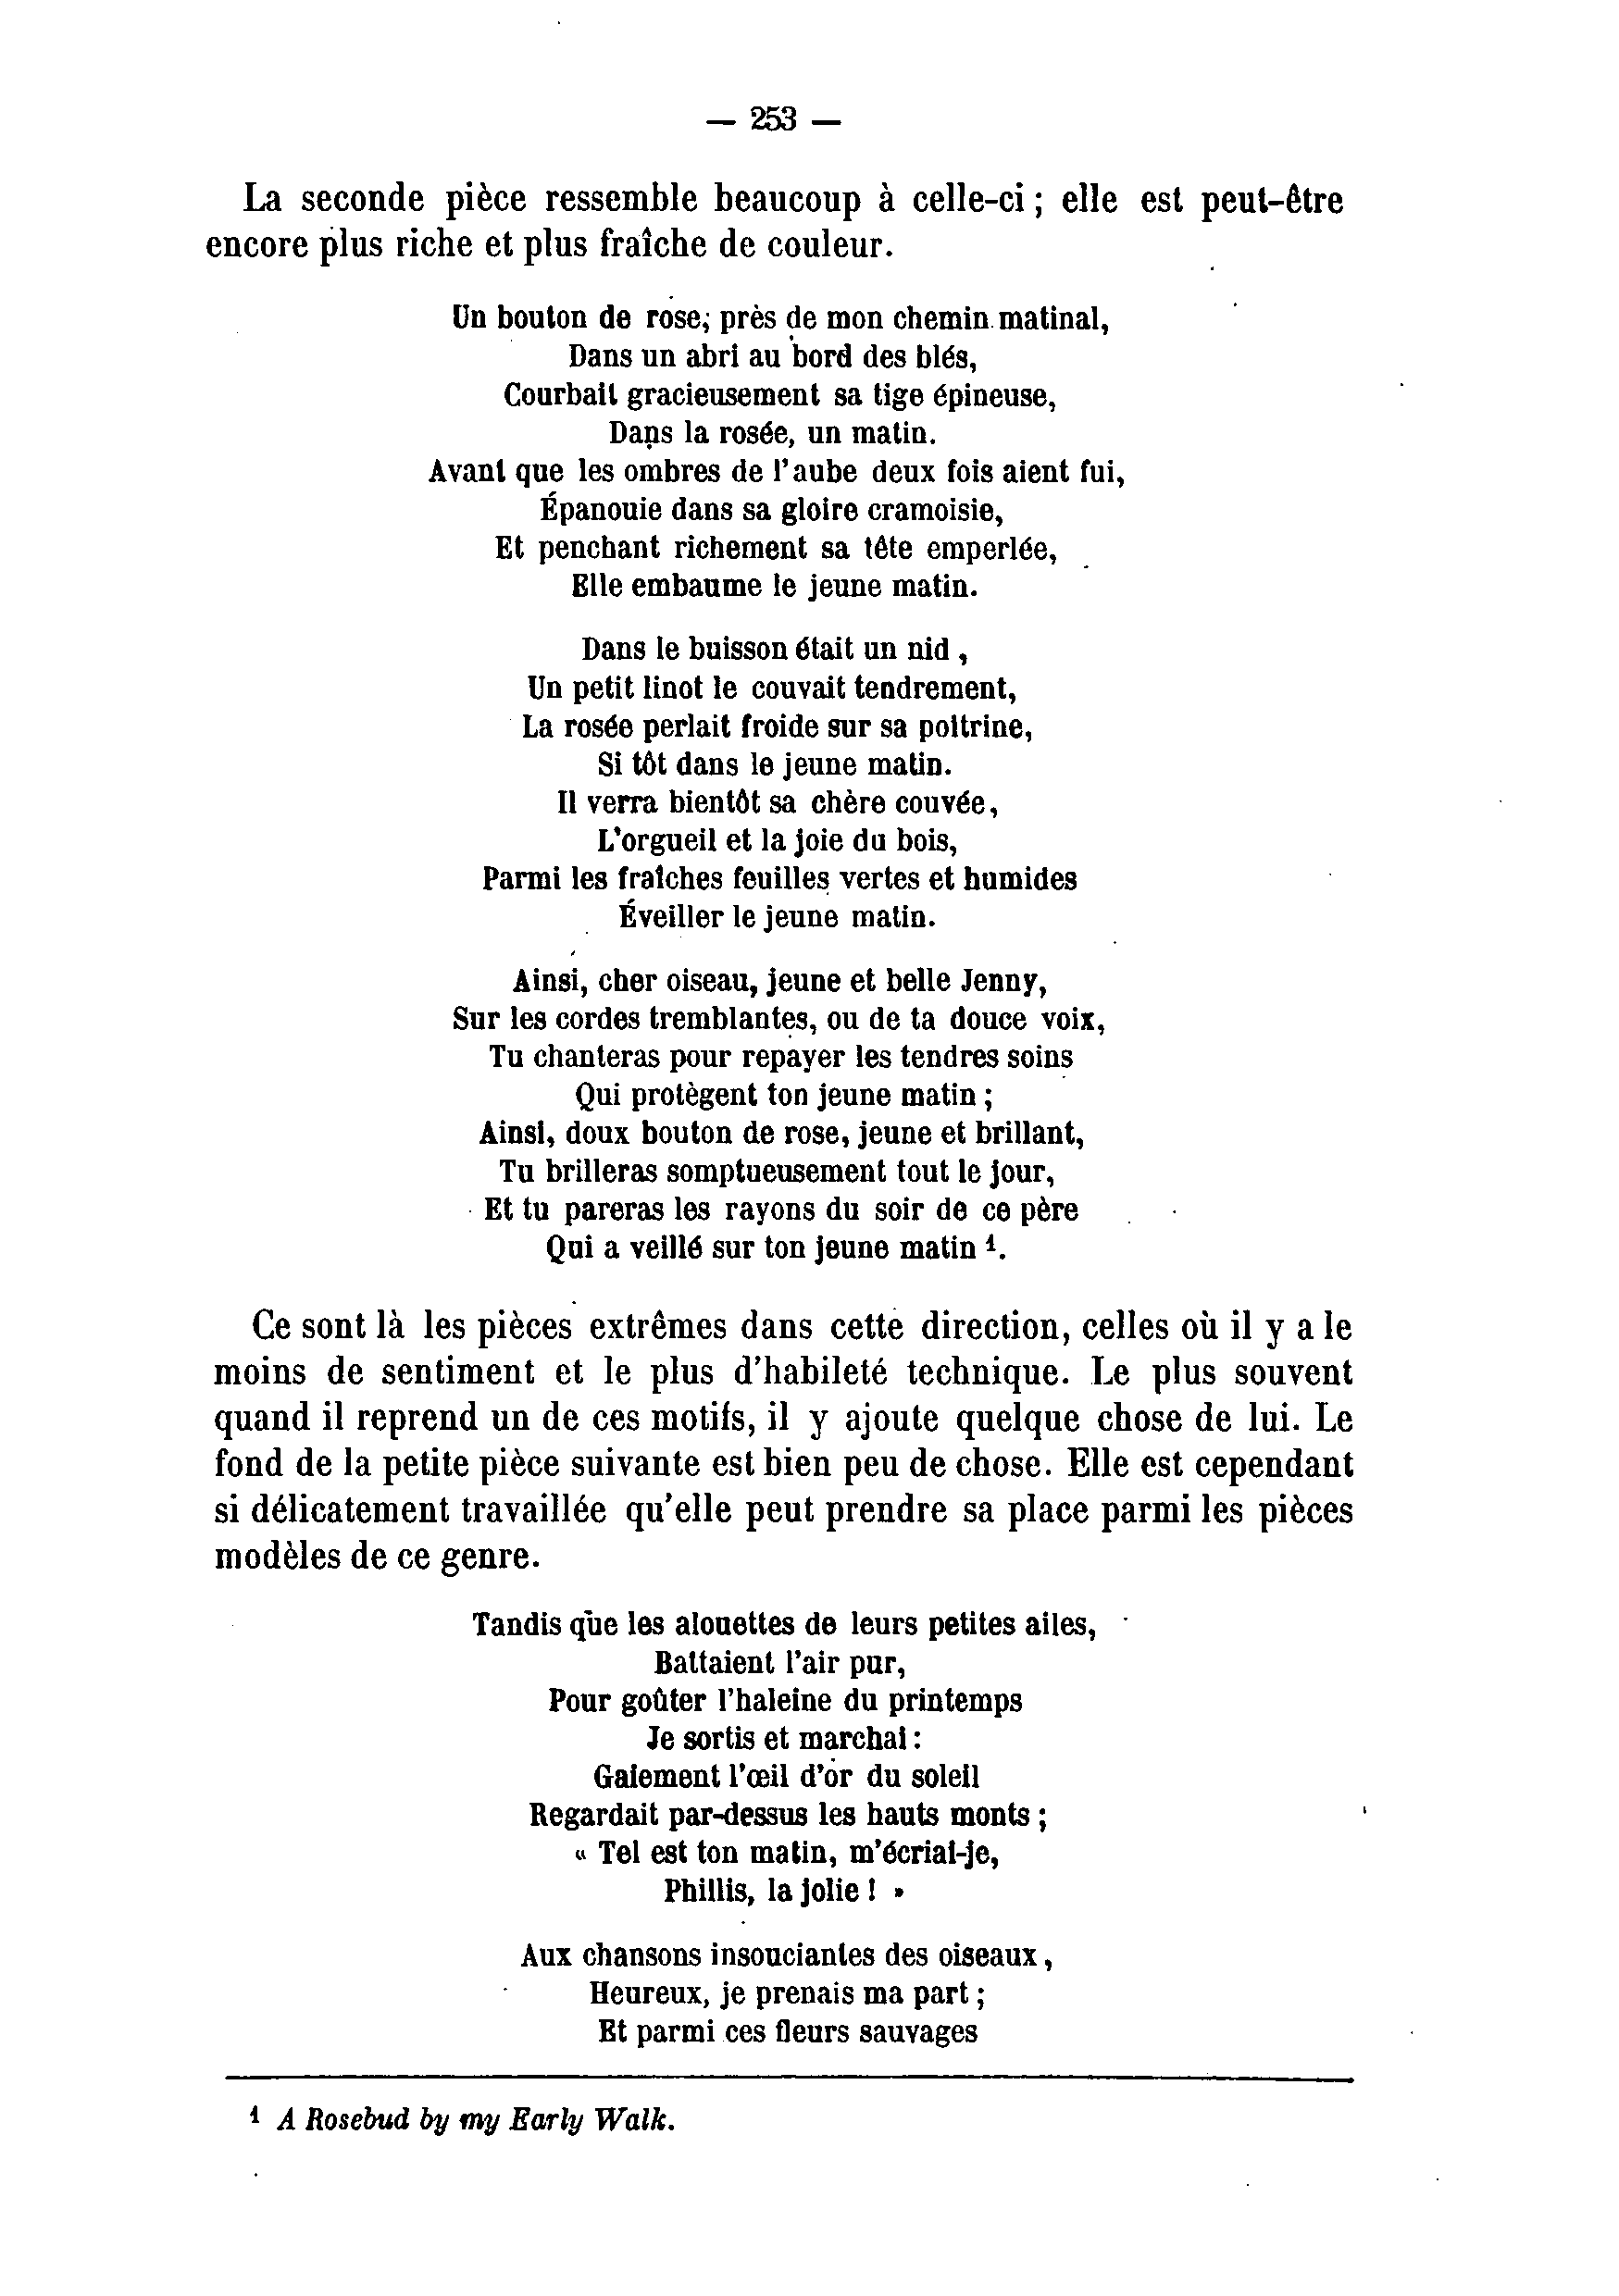 — 253 —
La seconde pièce ressemble beaucoup à celle-ci ; elle est peut-être
encore plus riche et plus fraîche de couleur.
Un bouton de rose, près de mon chemin matinal,
Dans un abri au bord des blés,
Courbait gracieusement sa tige épineuse,
Dans la rosée, un matin.
Avant que les ombres de l'aube deux fois aient fui,
Épanouie dans sa gloire cramoisie,
Et penchant richement sa tête emperlée,
Elle embaume le jeune matin.
Dans le buisson était un nid ,
Un petit linot le couvait tendrement,
La rosée perlait froide sur sa poitrine,
Si tôt dans le jeune matin.
Il verra bientôt sa chère couvée,
L'orgueil et la joie du bois,
Parmi les fraîches feuilles vertes et humides
Éveiller le jeune matin.
Ainsi, cher oiseau, jeune et belle Jenny,
Sur les cordes tremblantes, ou de ta douce voix,
Tu chanteras pour repayer les tendres soins
Qui protègent ton jeune matin ;
Ainsi, doux bouton de rose, jeune et brillant,
Tu brilleras somptueusement tout le jour,
Et tu pareras les rayons du soir de ce père
Qui a veillé sur ton jeune matin ¹.
Ce sont là les pièces extrêmes dans cette direction, celles où il y a le
moins de sentiment et le plus d'habileté technique. Le plus souvent
quand il reprend un de ces motifs, il y ajoute quelque chose de lui. Le
fond de la petite pièce suivante est bien peu de chose. Elle est cependant
si délicatement travaillée qu'elle peut prendre sa place parmi les pièces
modèles de ce genre.
Tandis que les alouettes de leurs petites ailes,
Battaient l'air pur,
Pour goûter l'haleine du printemps
Je sortis et marchai :
Gaiement l'œil d'or du soleil
Regardait par-dessus les hauts monts ;
« Tel est ton matin, m'écriai-je,
Phillis, la jolie ! »
Aux chansons insouciantes des oiseaux ,
Heureux, je prenais ma part ;
Et parmi ces fleurs sauvages
¹ A Rosebud by my Early Walk.